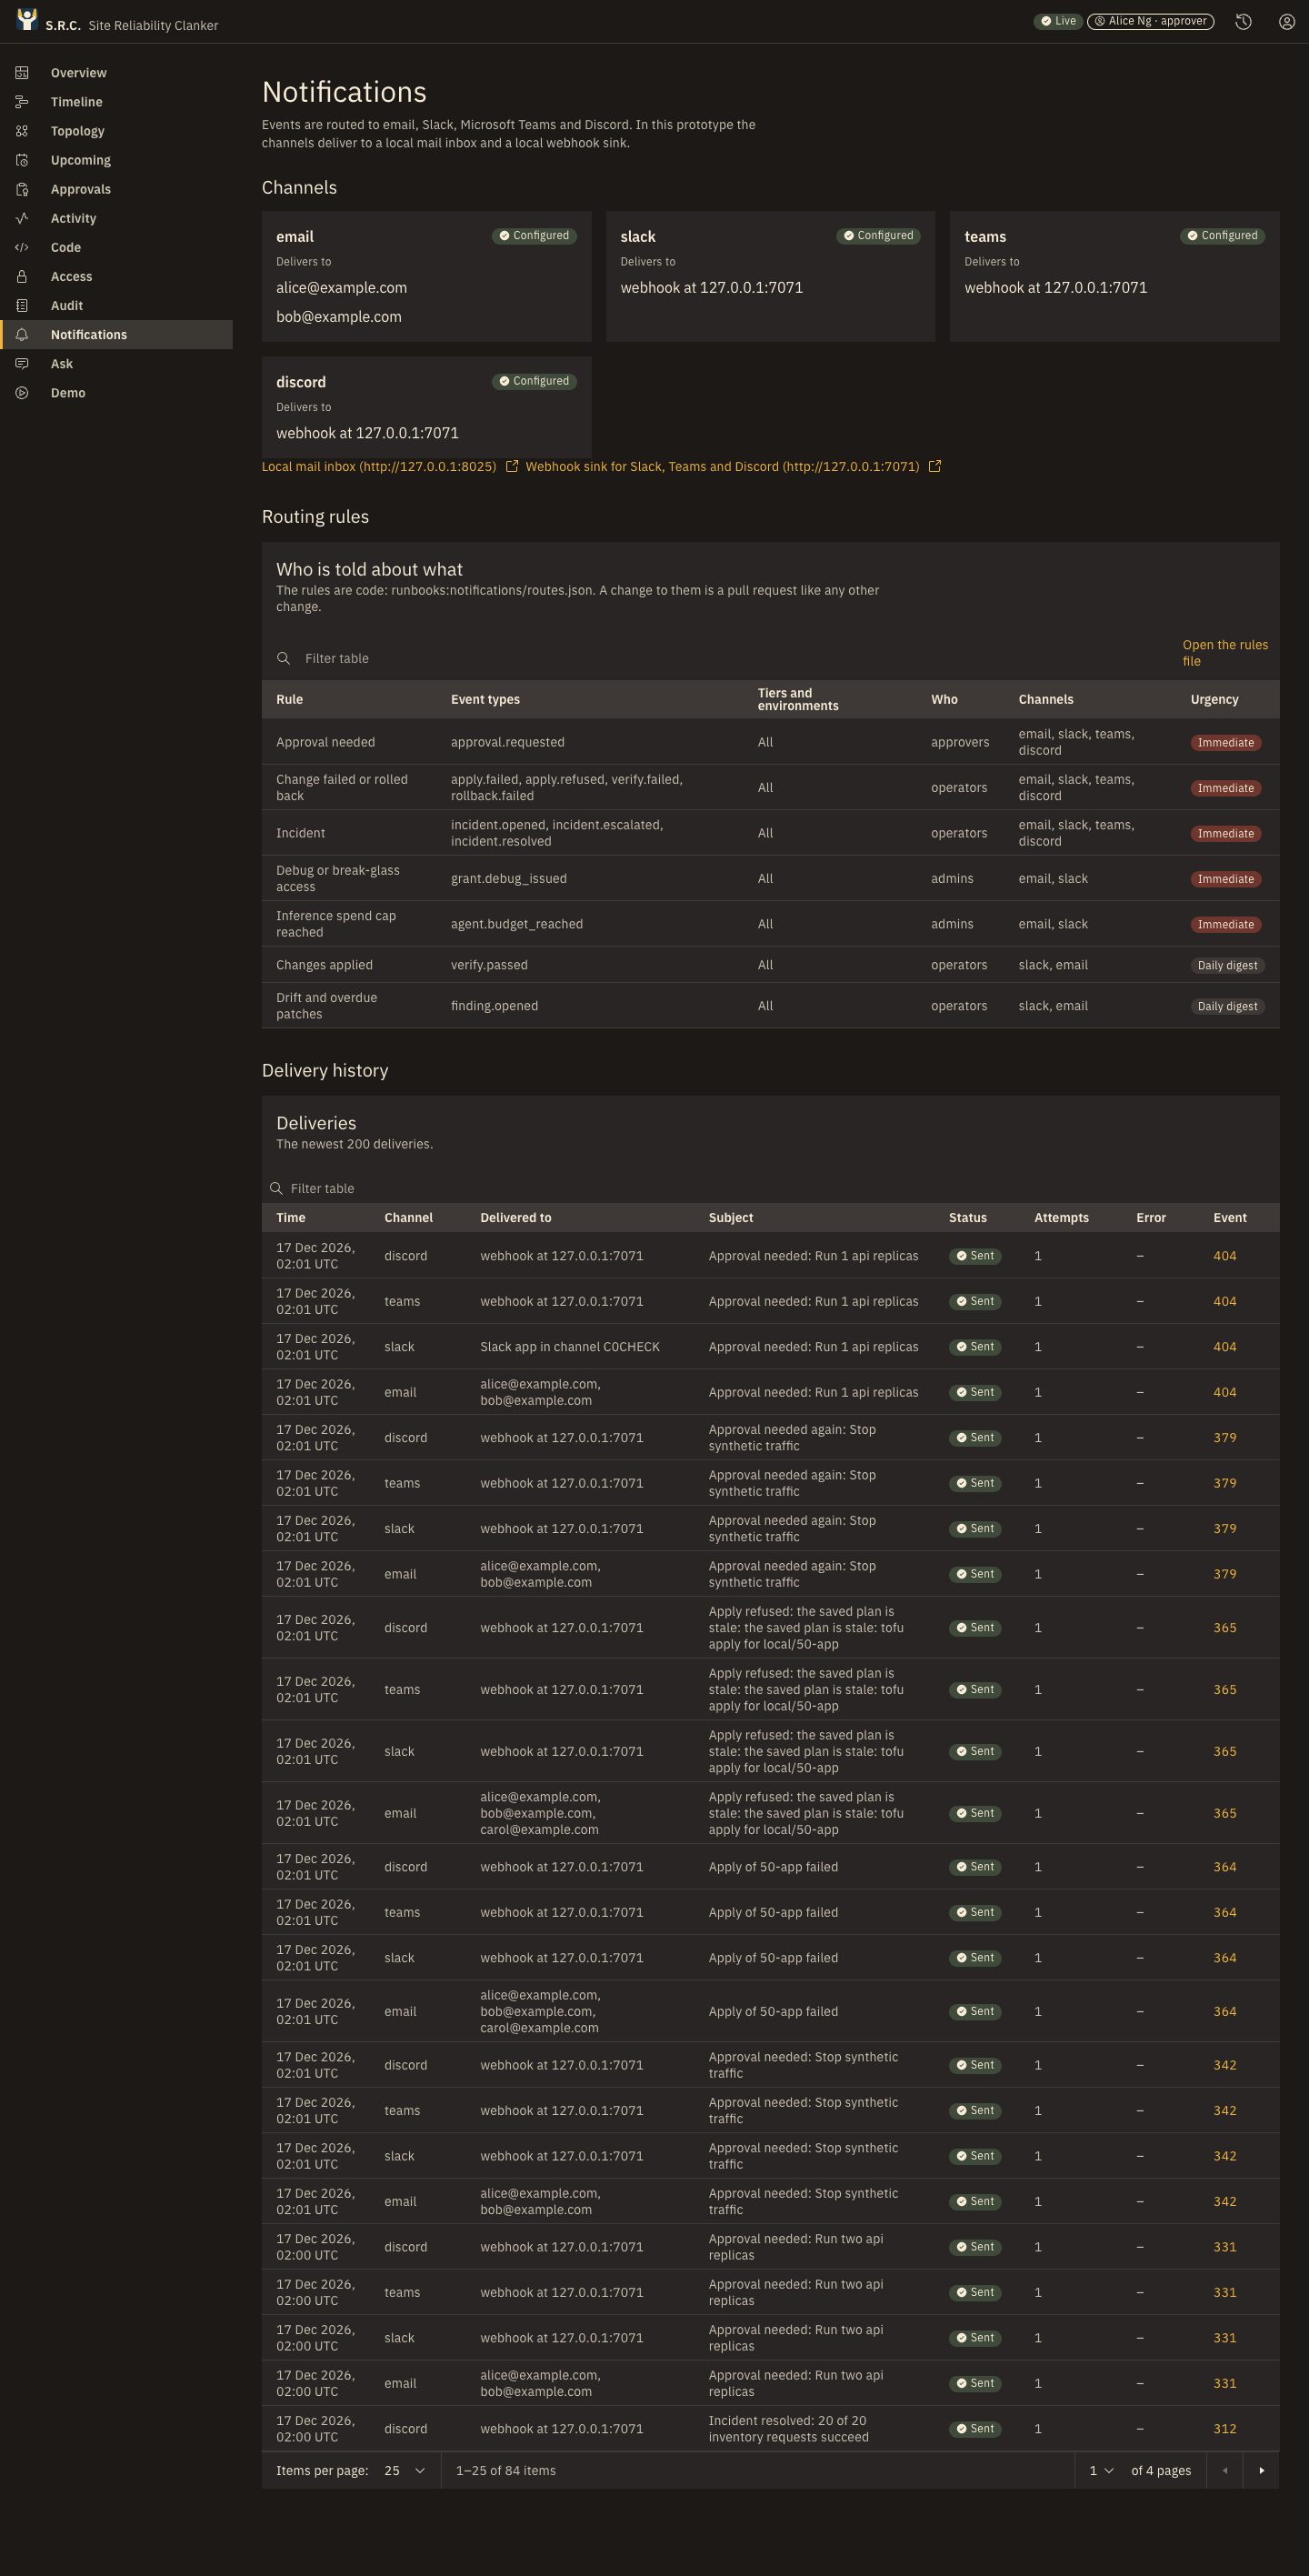 S.R.C. Site Reliability Clanker
Live
Alice Ng · approver
Overview
Timeline
Topology
Upcoming
Approvals
Activity
Code
Access
Audit
Notifications
Ask
Demo
Notifications
Events are routed to email, Slack, Microsoft Teams and Discord. In this prototype the
channels deliver to a local mail inbox and a local webhook sink.
Channels
email Configured
Delivers to
alice@example.com
bob@example.com
slack Configured
Delivers to
webhook at 127.0.0.1:7071
teams Configured
Delivers to
webhook at 127.0.0.1:7071
discord Configured
Delivers to
webhook at 127.0.0.1:7071
Local mail inbox (http://127.0.0.1:8025) Webhook sink for Slack, Teams and Discord (http://127.0.0.1:7071)
Routing rules
Who is told about what
The rules are code: runbooks:notifications/routes.json. A change to them is a pull request like any other
change.
Filter table
Open the rules
file
Rule Event types Tiers and environments Who Channels Urgency
Approval needed approval.requested All approvers email, slack, teams, discord Immediate
Change failed or rolled back apply.failed, apply.refused, verify.failed, rollback.failed All operators email, slack, teams, discord Immediate
Incident incident.opened, incident.escalated, incident.resolved All operators email, slack, teams, discord Immediate
Debug or break-glass access grant.debug_issued All admins email, slack Immediate
Inference spend cap reached agent.budget_reached All admins email, slack Immediate
Changes applied verify.passed All operators slack, email Daily digest
Drift and overdue patches finding.opened All operators slack, email Daily digest
Delivery history
Deliveries
The newest 200 deliveries.
Filter table
Time Channel Delivered to Subject Status Attempts Error Event
17 Dec 2026, 02:01 UTC discord webhook at 127.0.0.1:7071 Approval needed: Run 1 api replicas Sent 1 – 404
17 Dec 2026, 02:01 UTC teams webhook at 127.0.0.1:7071 Approval needed: Run 1 api replicas Sent 1 – 404
17 Dec 2026, 02:01 UTC slack Slack app in channel C0CHECK Approval needed: Run 1 api replicas Sent 1 – 404
17 Dec 2026, 02:01 UTC email alice@example.com, bob@example.com Approval needed: Run 1 api replicas Sent 1 – 404
17 Dec 2026, 02:01 UTC discord webhook at 127.0.0.1:7071 Approval needed again: Stop synthetic traffic Sent 1 – 379
17 Dec 2026, 02:01 UTC teams webhook at 127.0.0.1:7071 Approval needed again: Stop synthetic traffic Sent 1 – 379
17 Dec 2026, 02:01 UTC slack webhook at 127.0.0.1:7071 Approval needed again: Stop synthetic traffic Sent 1 – 379
17 Dec 2026, 02:01 UTC email alice@example.com, bob@example.com Approval needed again: Stop synthetic traffic Sent 1 – 379
17 Dec 2026, 02:01 UTC discord webhook at 127.0.0.1:7071 Apply refused: the saved plan is stale: the saved plan is stale: tofu apply for local/50-app Sent 1 – 365
17 Dec 2026, 02:01 UTC teams webhook at 127.0.0.1:7071 Apply refused: the saved plan is stale: the saved plan is stale: tofu apply for local/50-app Sent 1 – 365
17 Dec 2026, 02:01 UTC slack webhook at 127.0.0.1:7071 Apply refused: the saved plan is stale: the saved plan is stale: tofu apply for local/50-app Sent 1 – 365
17 Dec 2026, 02:01 UTC email alice@example.com, bob@example.com, carol@example.com Apply refused: the saved plan is stale: the saved plan is stale: tofu apply for local/50-app Sent 1 – 365
17 Dec 2026, 02:01 UTC discord webhook at 127.0.0.1:7071 Apply of 50-app failed Sent 1 – 364
17 Dec 2026, 02:01 UTC teams webhook at 127.0.0.1:7071 Apply of 50-app failed Sent 1 – 364
17 Dec 2026, 02:01 UTC slack webhook at 127.0.0.1:7071 Apply of 50-app failed Sent 1 – 364
17 Dec 2026, 02:01 UTC email alice@example.com, bob@example.com, carol@example.com Apply of 50-app failed Sent 1 – 364
17 Dec 2026, 02:01 UTC discord webhook at 127.0.0.1:7071 Approval needed: Stop synthetic traffic Sent 1 – 342
17 Dec 2026, 02:01 UTC teams webhook at 127.0.0.1:7071 Approval needed: Stop synthetic traffic Sent 1 – 342
17 Dec 2026, 02:01 UTC slack webhook at 127.0.0.1:7071 Approval needed: Stop synthetic traffic Sent 1 – 342
17 Dec 2026, 02:01 UTC email alice@example.com, bob@example.com Approval needed: Stop synthetic traffic Sent 1 – 342
17 Dec 2026, 02:00 UTC discord webhook at 127.0.0.1:7071 Approval needed: Run two api replicas Sent 1 – 331
17 Dec 2026, 02:00 UTC teams webhook at 127.0.0.1:7071 Approval needed: Run two api replicas Sent 1 – 331
17 Dec 2026, 02:00 UTC slack webhook at 127.0.0.1:7071 Approval needed: Run two api replicas Sent 1 – 331
17 Dec 2026, 02:00 UTC email alice@example.com, bob@example.com Approval needed: Run two api replicas Sent 1 – 331
17 Dec 2026, 02:00 UTC discord webhook at 127.0.0.1:7071 Incident resolved: 20 of 20 inventory requests succeed Sent 1 – 312
Items per page: 25 1–25 of 84 items 1 of 4 pages